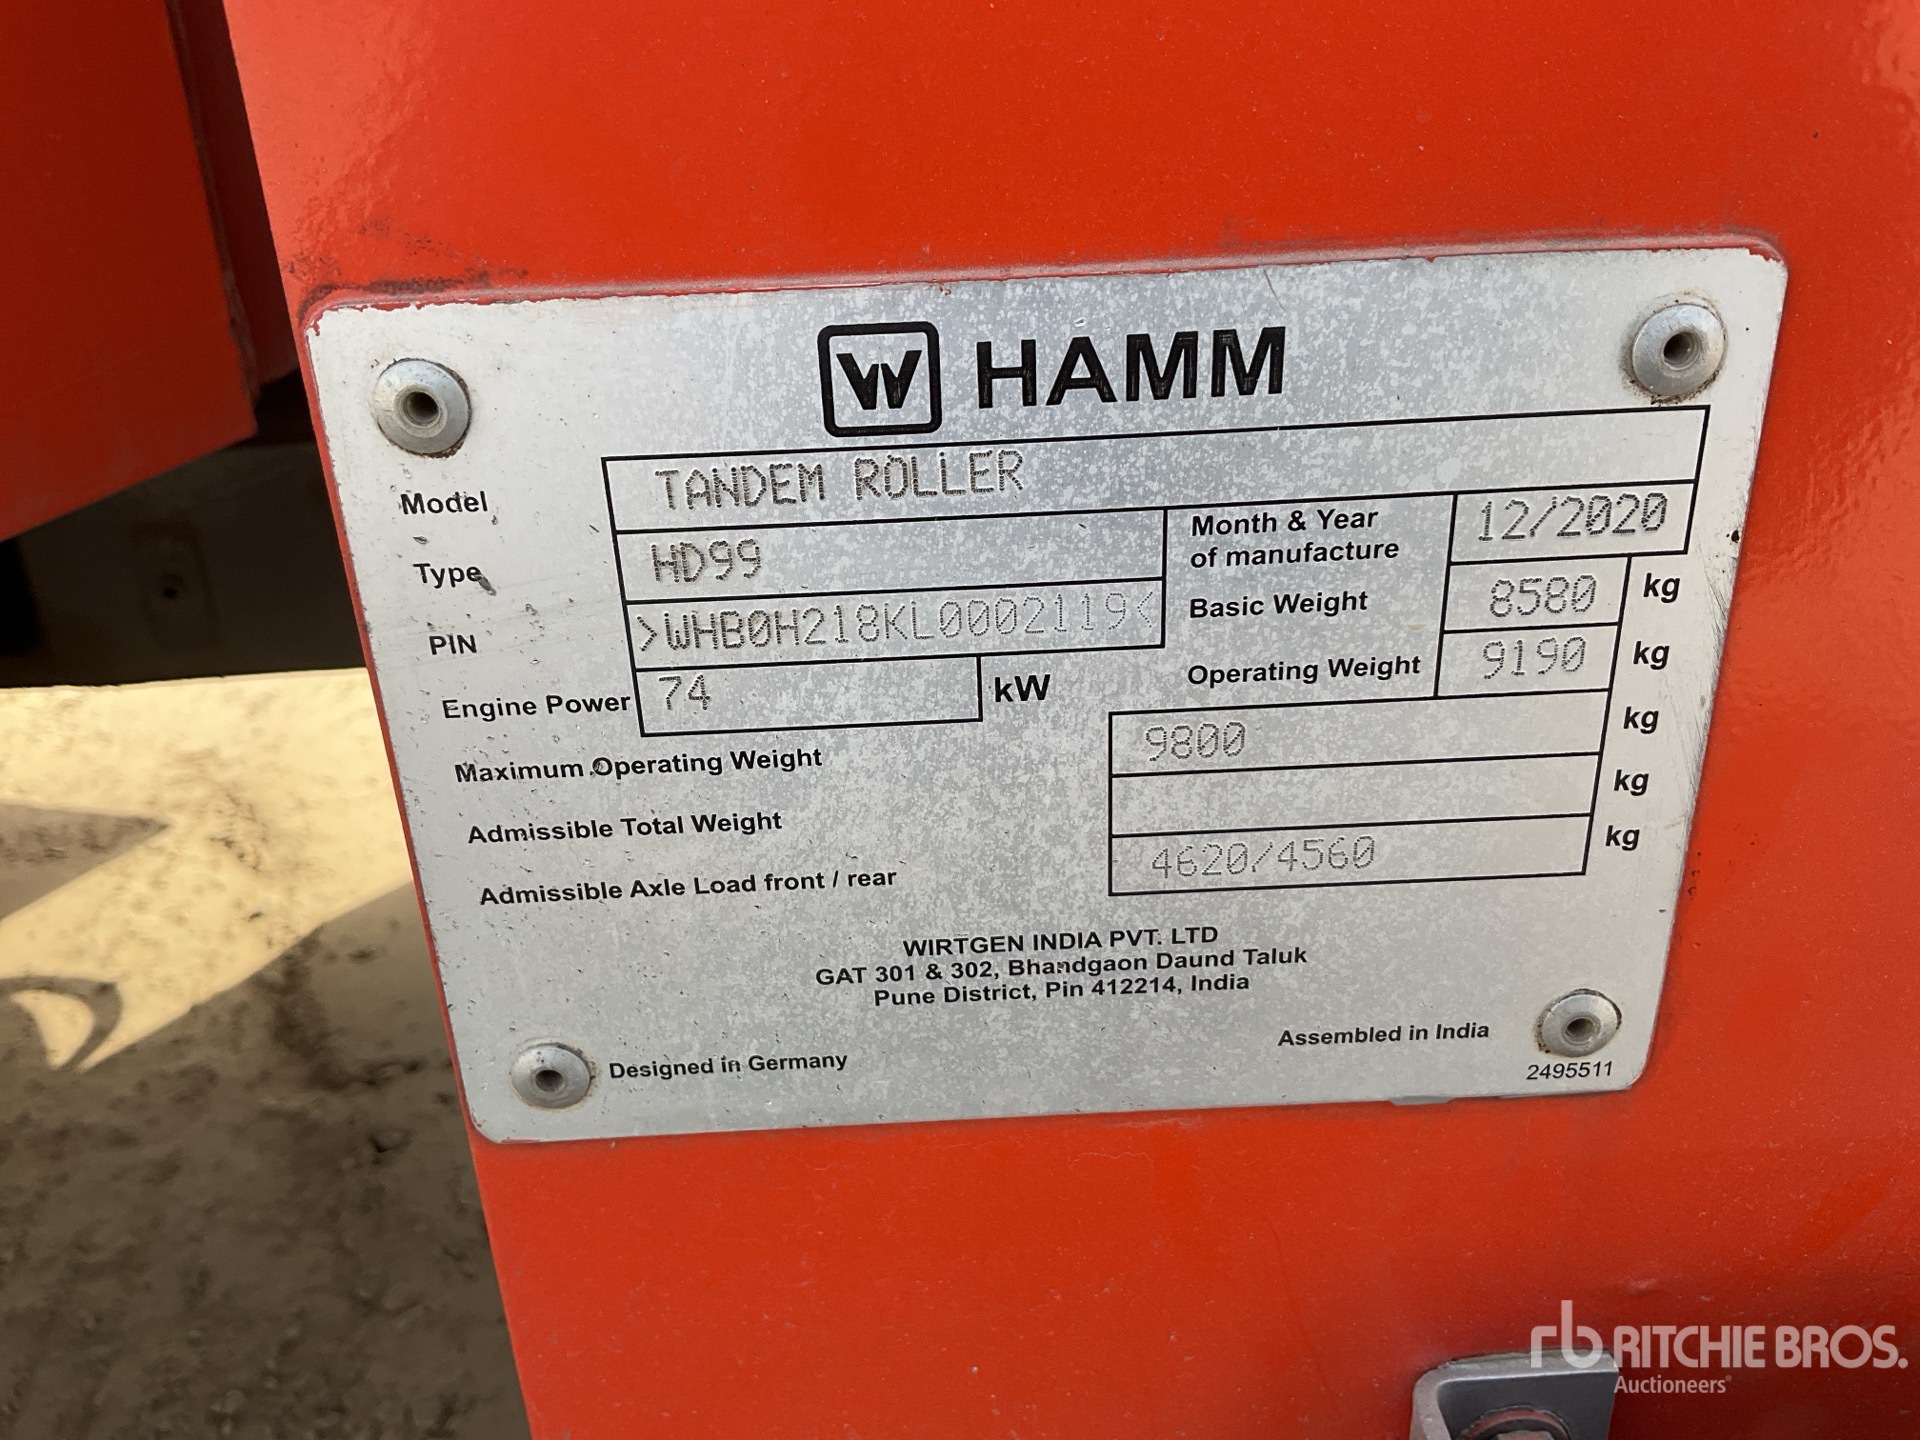 W HAMM
Model TANDEM ROLLER
Type HD99
Month & Year of manufacture 12/2020
PIN >WHB0H218KL0002119<
Basic Weight 8580 kg
Engine Power 74 kW
Operating Weight 9190 kg
Maximum Operating Weight 9800 kg
Admissible Total Weight kg
Admissible Axle Load front / rear 4620/4560 kg
WIRTGEN INDIA PVT. LTD
GAT 301 & 302, Bhandgaon Daund Taluk
Pune District, Pin 412214, India
Designed in Germany
Assembled in India
2495511
rb RITCHIE BROS.
Auctioneers